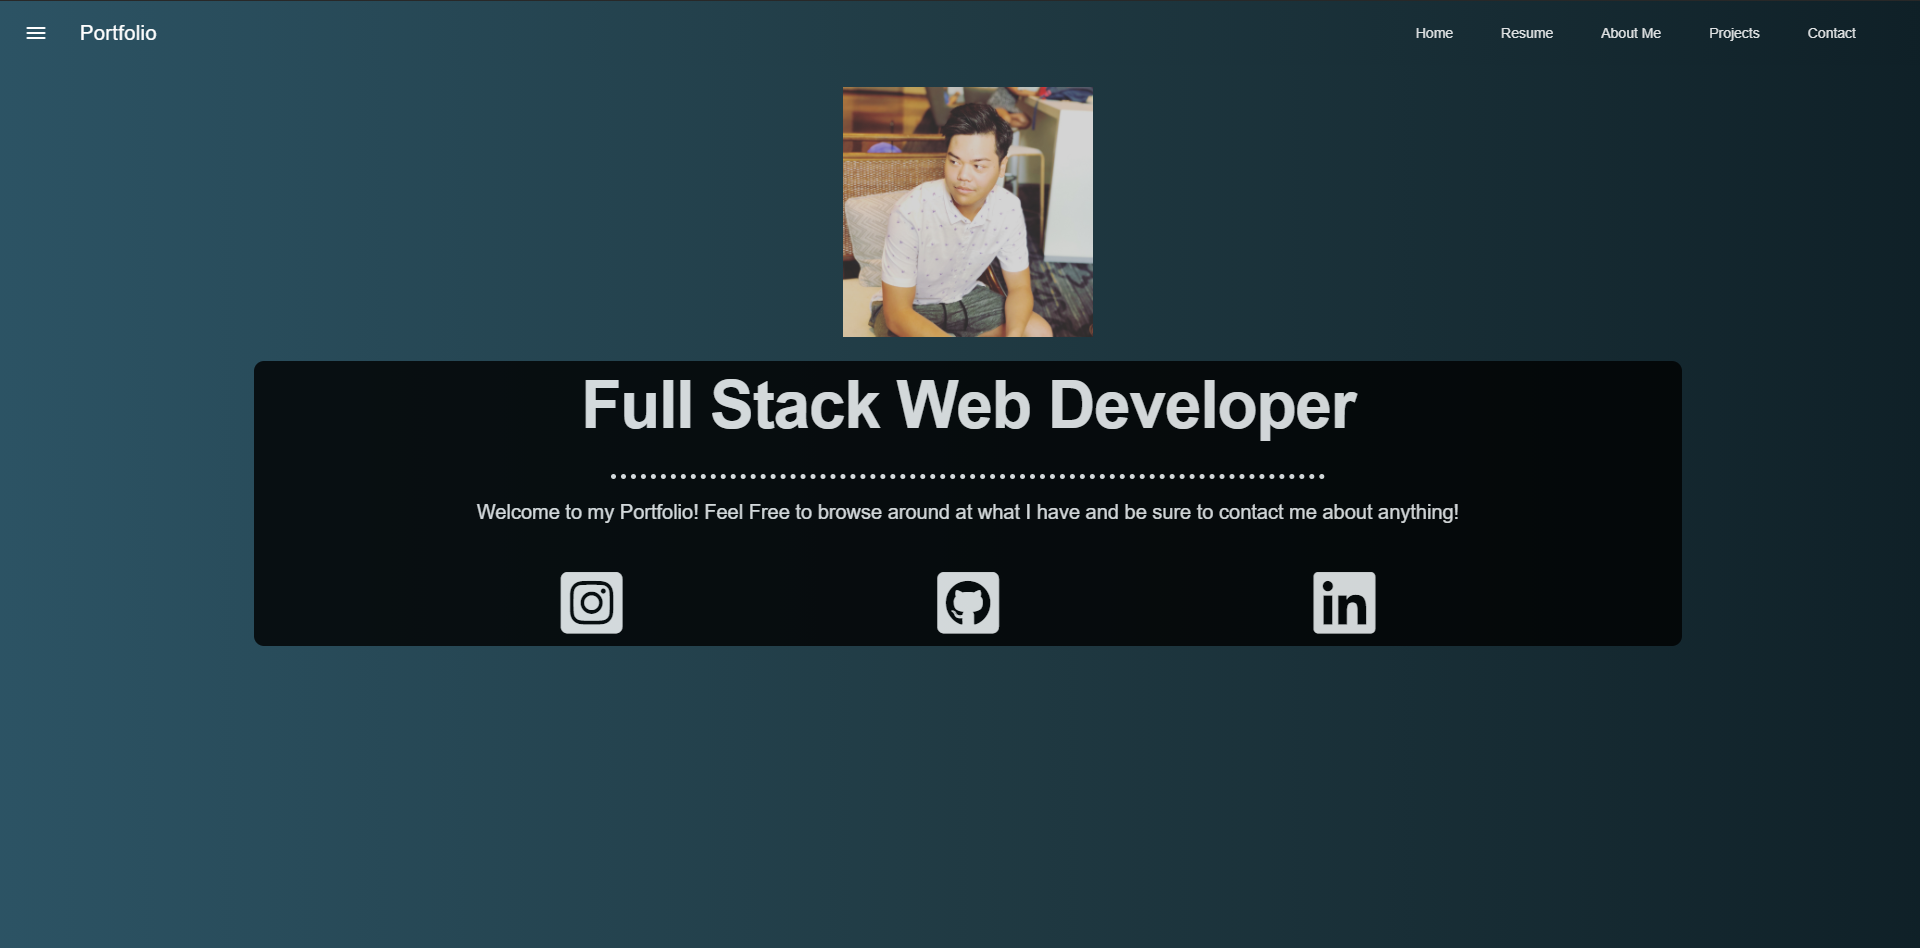 Portfolio
Home Resume About Me Projects Contact
Full Stack Web Developer
Welcome to my Portfolio! Feel Free to browse around at what I have and be sure to contact me about anything!
in